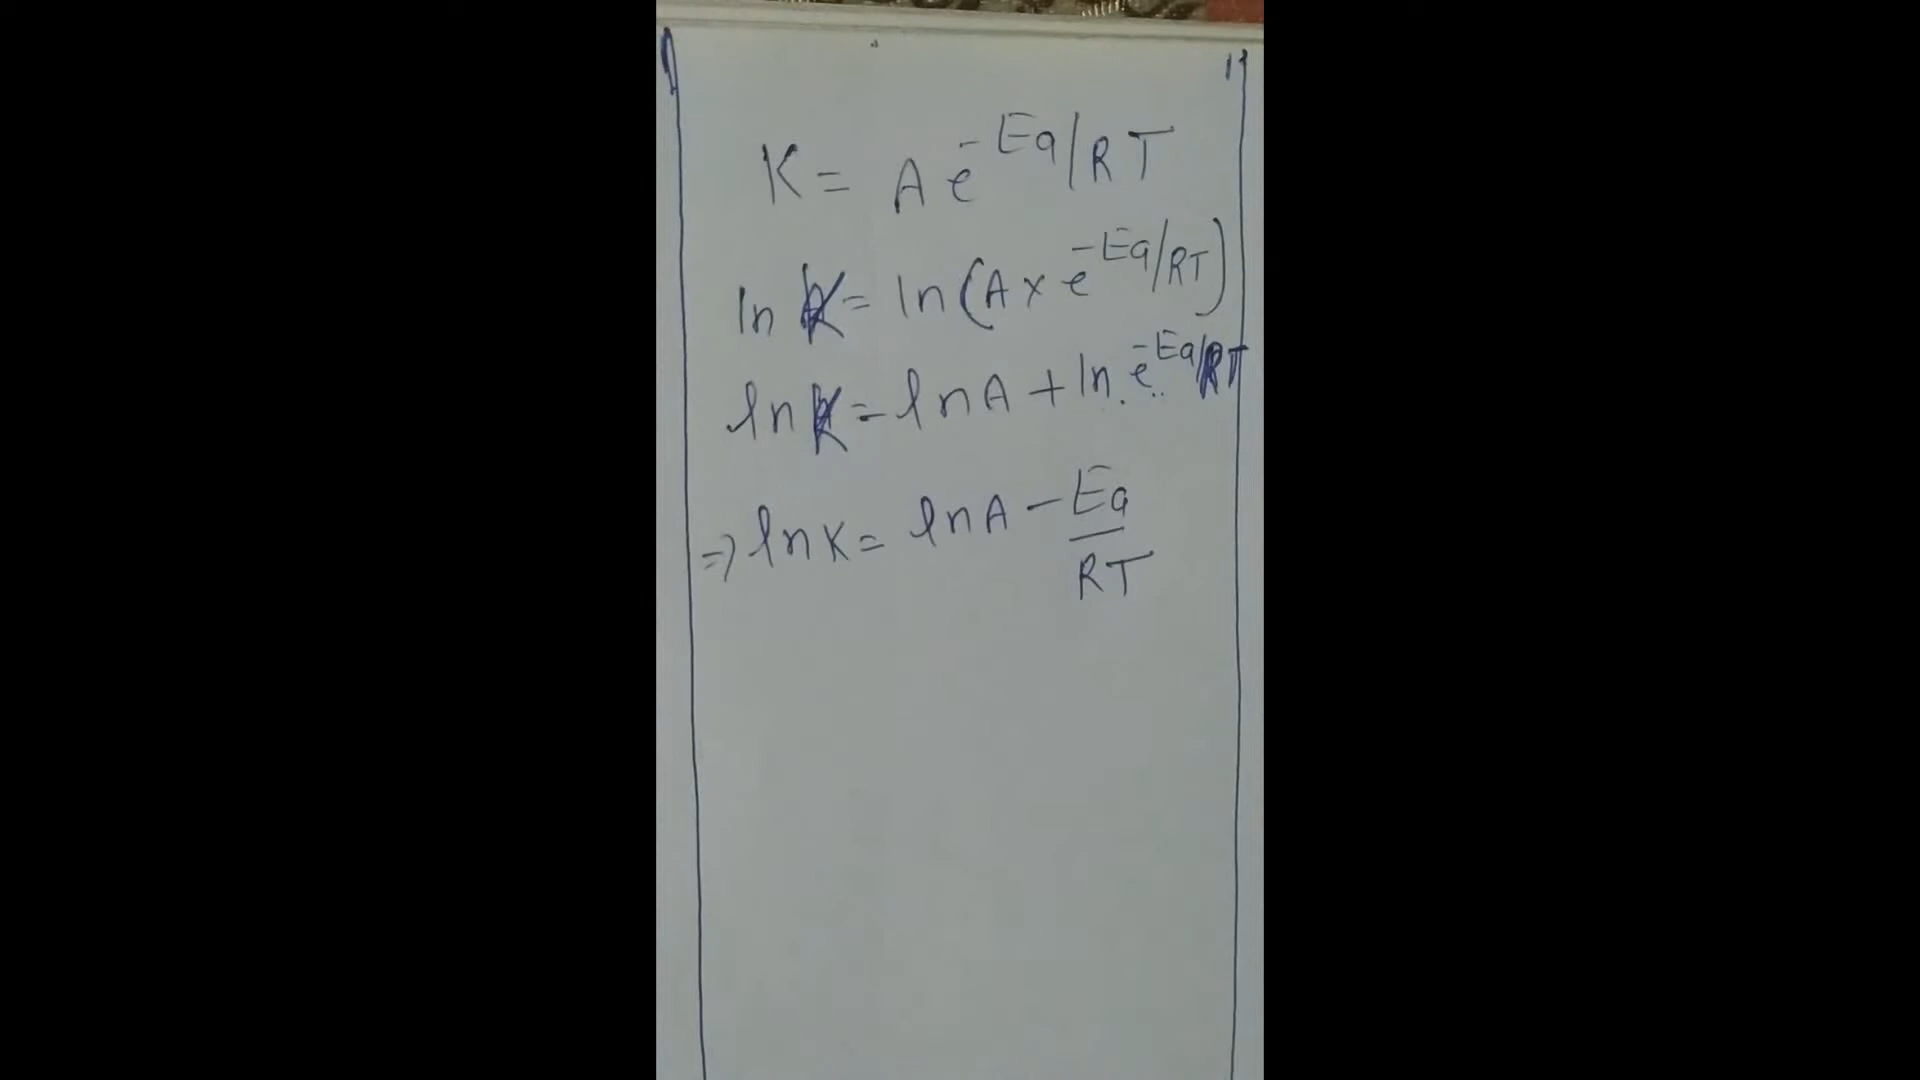 K = A e^-Ea/RT
ln K = ln (A x e^-Ea/RT)
ln K = ln A + ln e^-Ea/RT
=> ln K = ln A - Ea/RT